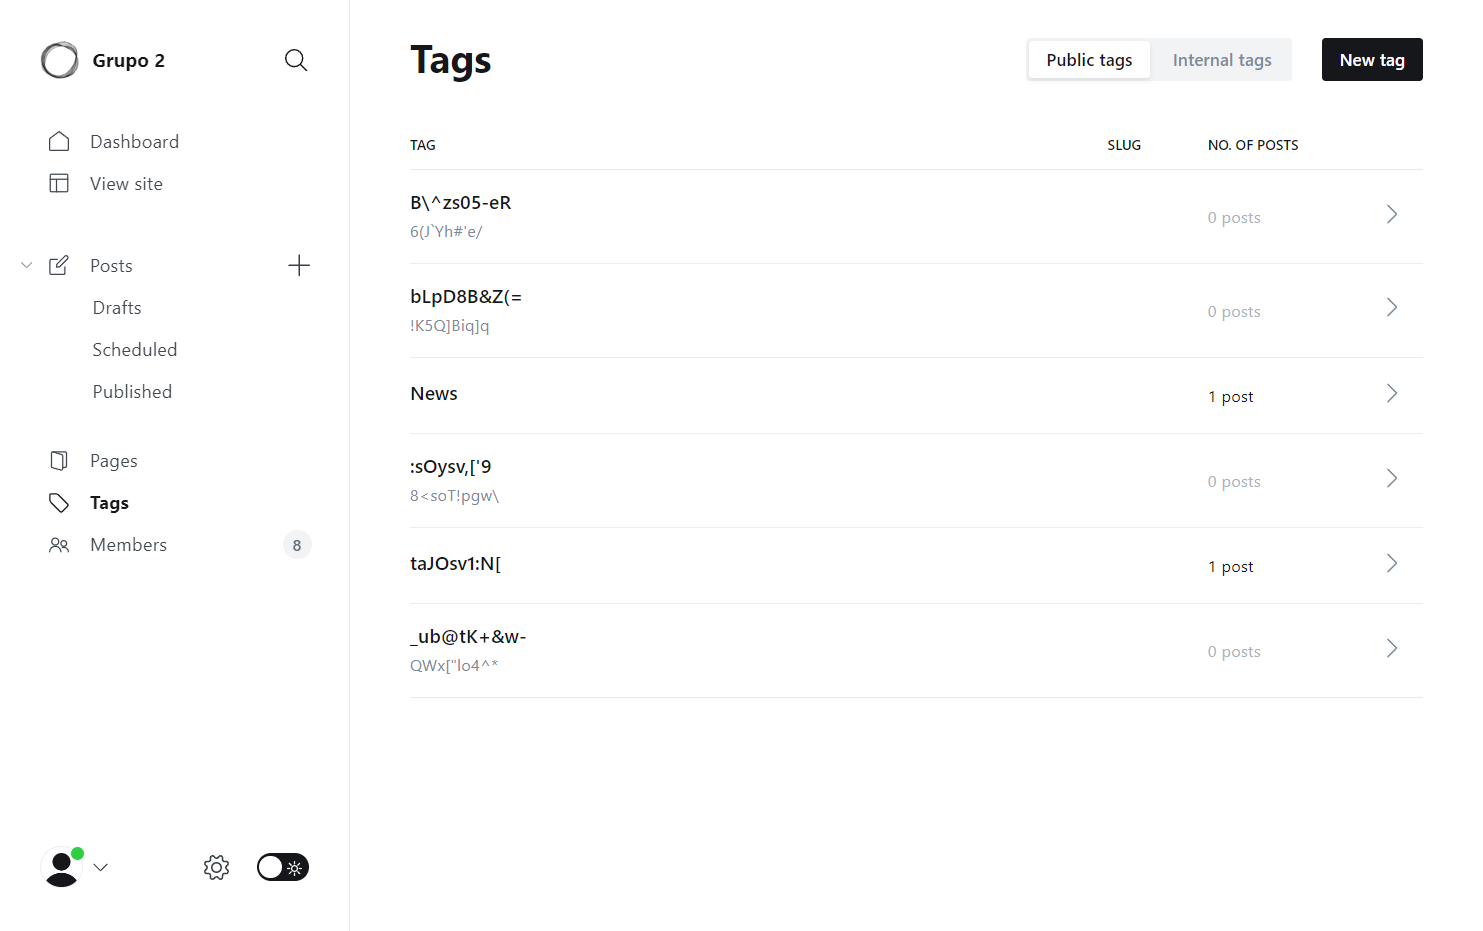 Grupo 2
Dashboard
View site
Posts
Drafts
Scheduled
Published
Pages
Tags
Members 8
Tags
Public tags Internal tags New tag
TAG SLUG NO. OF POSTS
B\^zs05-eR
6(J`Yh#'e/
0 posts
bLpD8B&Z(=
!K5Q]Biq]q
0 posts
News
1 post
:sOysv,['9
8<soT!pgw\
0 posts
taJOsv1:N[
1 post
_ub@tK+&w-
QWx["lo4^*
0 posts